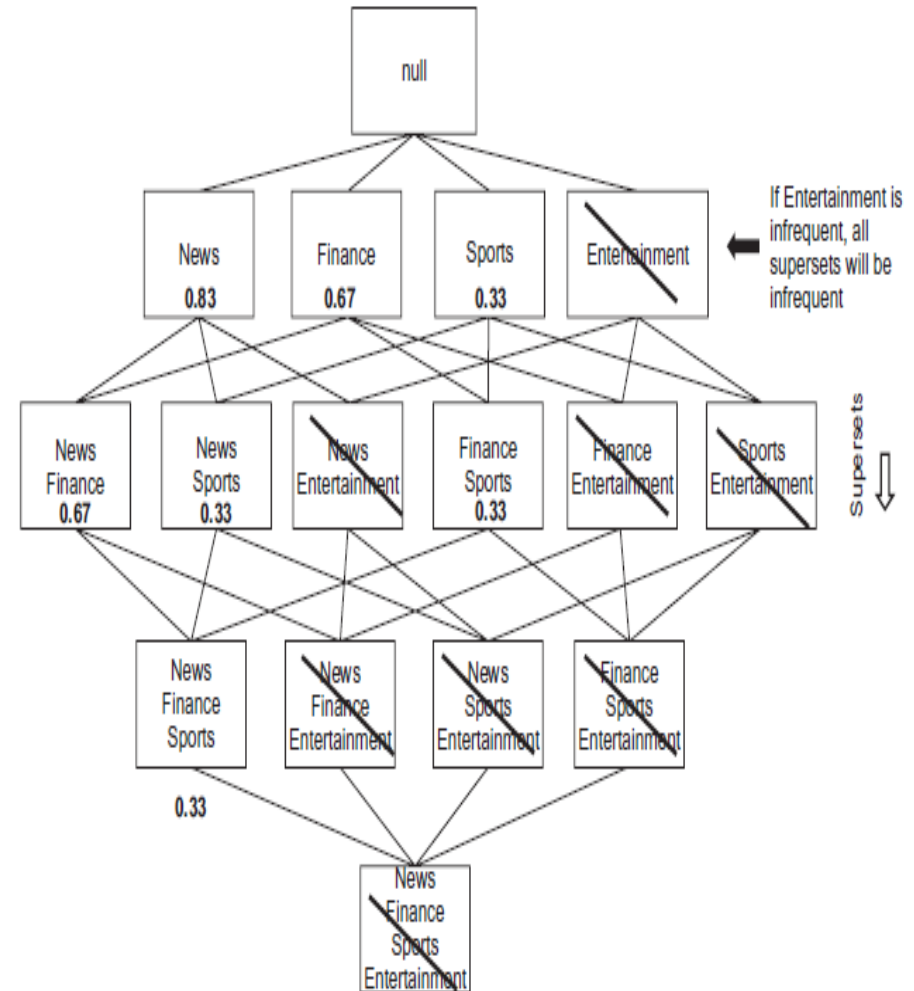 null
News
0.83
Finance
0.67
Sports
0.33
Entertainment
If Entertainment is
infrequent, all
supersets will be
infrequent
News
Finance
0.67
News
Sports
0.33
News
Entertainment
Finance
Sports
0.33
Finance
Entertainment
Sports
Entertainment
Supersets
News
Finance
Sports
0.33
News
Finance
Entertainment
News
Sports
Entertainment
Finance
Sports
Entertainment
News
Finance
Sports
Entertainment